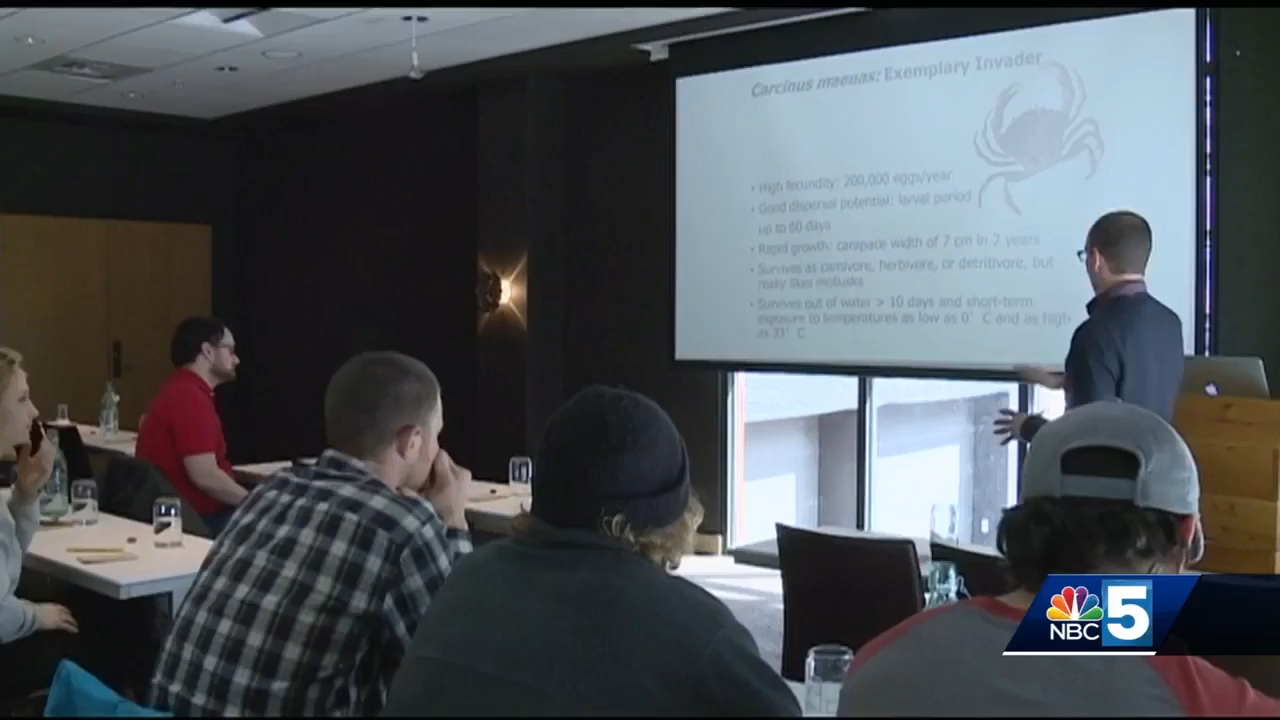 Carcinus maenas: Exemplary Invader
• High fecundity: 200,000 eggs/year
• Good dispersal potential: larval period
up to 60 days
• Rapid growth: carapace width of 7 cm in 2 years
• Survives as carnivore, herbivore, or detritivore, but
really likes mollusks
• Survives out of water > 10 days and short-term
exposure to temperatures as low as 0° C and as high
as 33° C
NBC 5